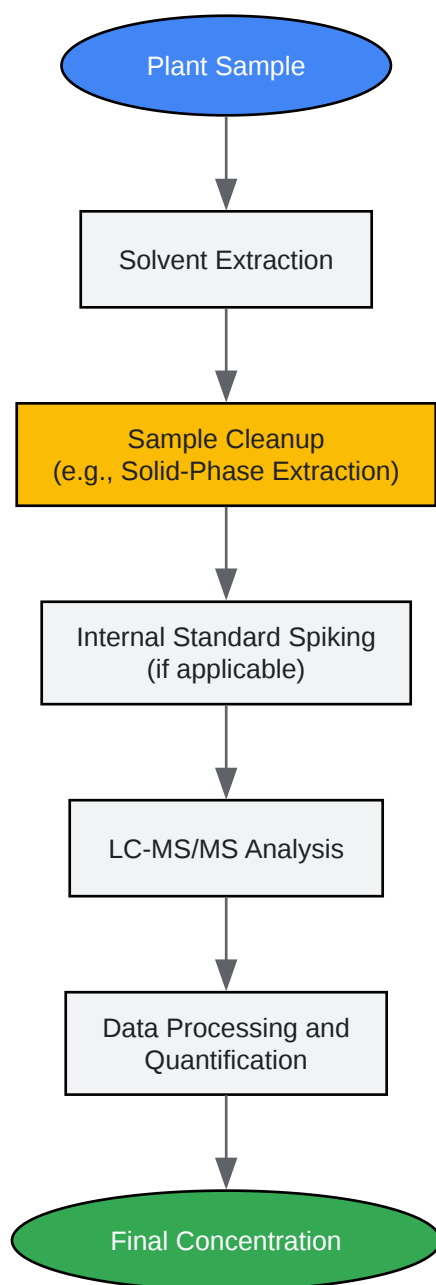 Plant Sample
Solvent Extraction
Sample Cleanup
(e.g., Solid-Phase Extraction)
Internal Standard Spiking
(if applicable)
LC-MS/MS Analysis
Data Processing and
Quantification
Final Concentration